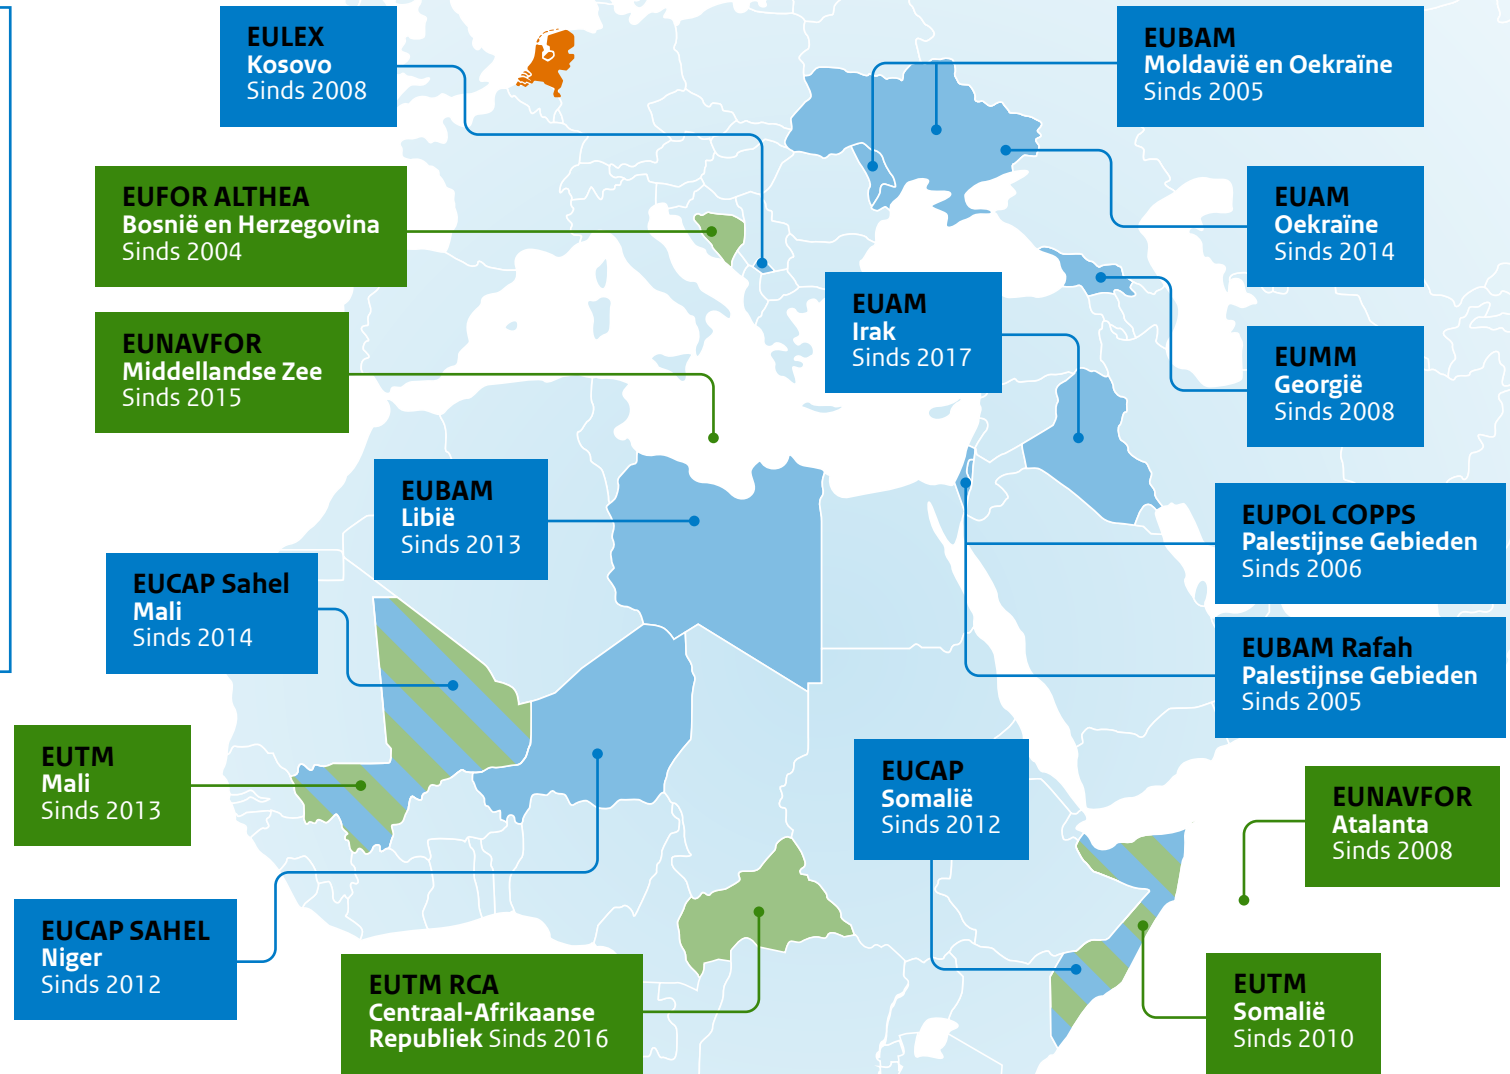 EULEX
Kosovo
Sinds 2008
EUBAM
Moldavië en Oekraïne
Sinds 2005
EUFOR ALTHEA
Bosnië en Herzegovina
Sinds 2004
EUAM
Oekraïne
Sinds 2014
EUAM
Irak
Sinds 2017
EUNAVFOR
Middellandse Zee
Sinds 2015
EUMM
Georgië
Sinds 2008
EUBAM
Libië
Sinds 2013
EUPOL COPPS
Palestijnse Gebieden
Sinds 2006
EUCAP Sahel
Mali
Sinds 2014
EUBAM Rafah
Palestijnse Gebieden
Sinds 2005
EUTM
Mali
Sinds 2013
EUCAP
Somalië
Sinds 2012
EUNAVFOR
Atalanta
Sinds 2008
EUCAP SAHEL
Niger
Sinds 2012
EUTM RCA
Centraal-Afrikaanse
Republiek Sinds 2016
EUTM
Somalië
Sinds 2010